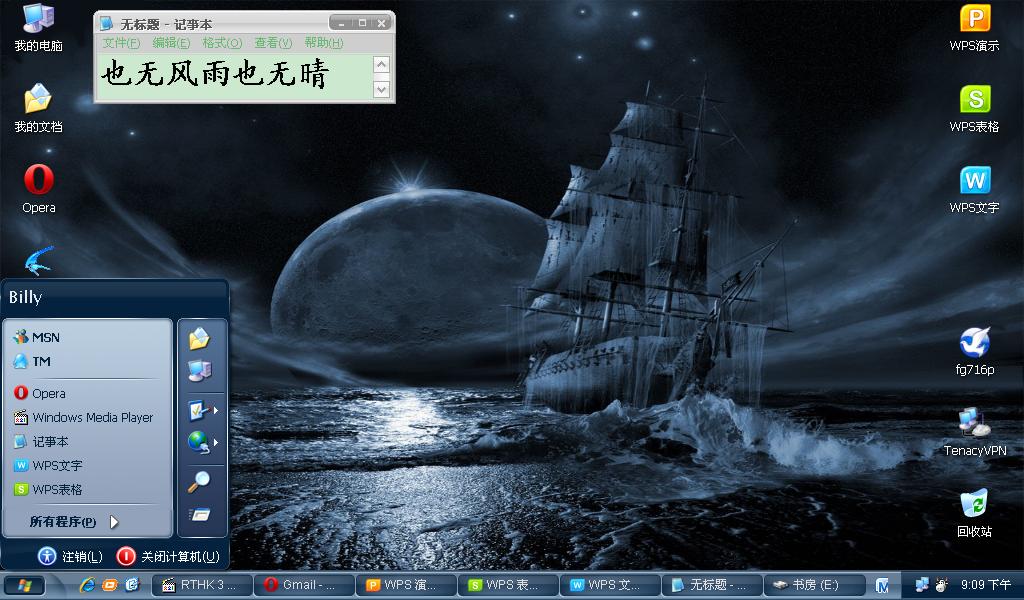 我的电脑
我的文档
Opera
无标题 - 记事本
文件(F) 编辑(E) 格式(O) 查看(V) 帮助(H)
也无风雨也无晴
WPS演示
WPS表格
WPS文字
fg716p
TenacyVPN
回收站
Billy
MSN
TM
Opera
Windows Media Player
记事本
WPS文字
WPS表格
所有程序(P)
注销(L) 关闭计算机(U)
RTHK 3 ... Gmail - ... WPS 演... WPS 表... WPS 文... 无标题 - ... 书房 (E:) 9:09 下午